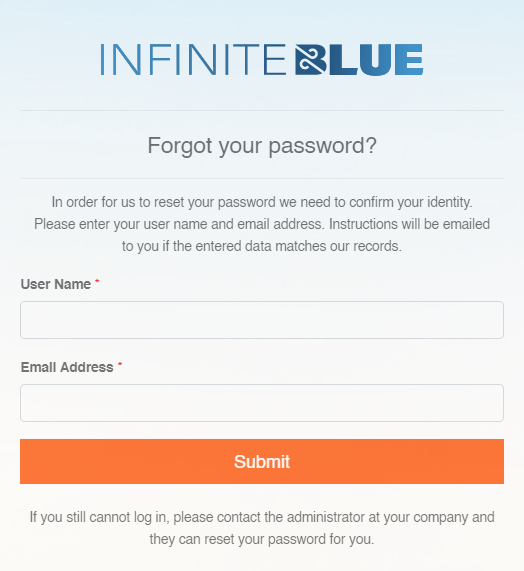 INFINITEBLUE
Forgot your password?
In order for us to reset your password we need to confirm your identity.
Please enter your user name and email address. Instructions will be emailed
to you if the entered data matches our records.
User Name *
Email Address *
Submit
If you still cannot log in, please contact the administrator at your company and
they can reset your password for you.